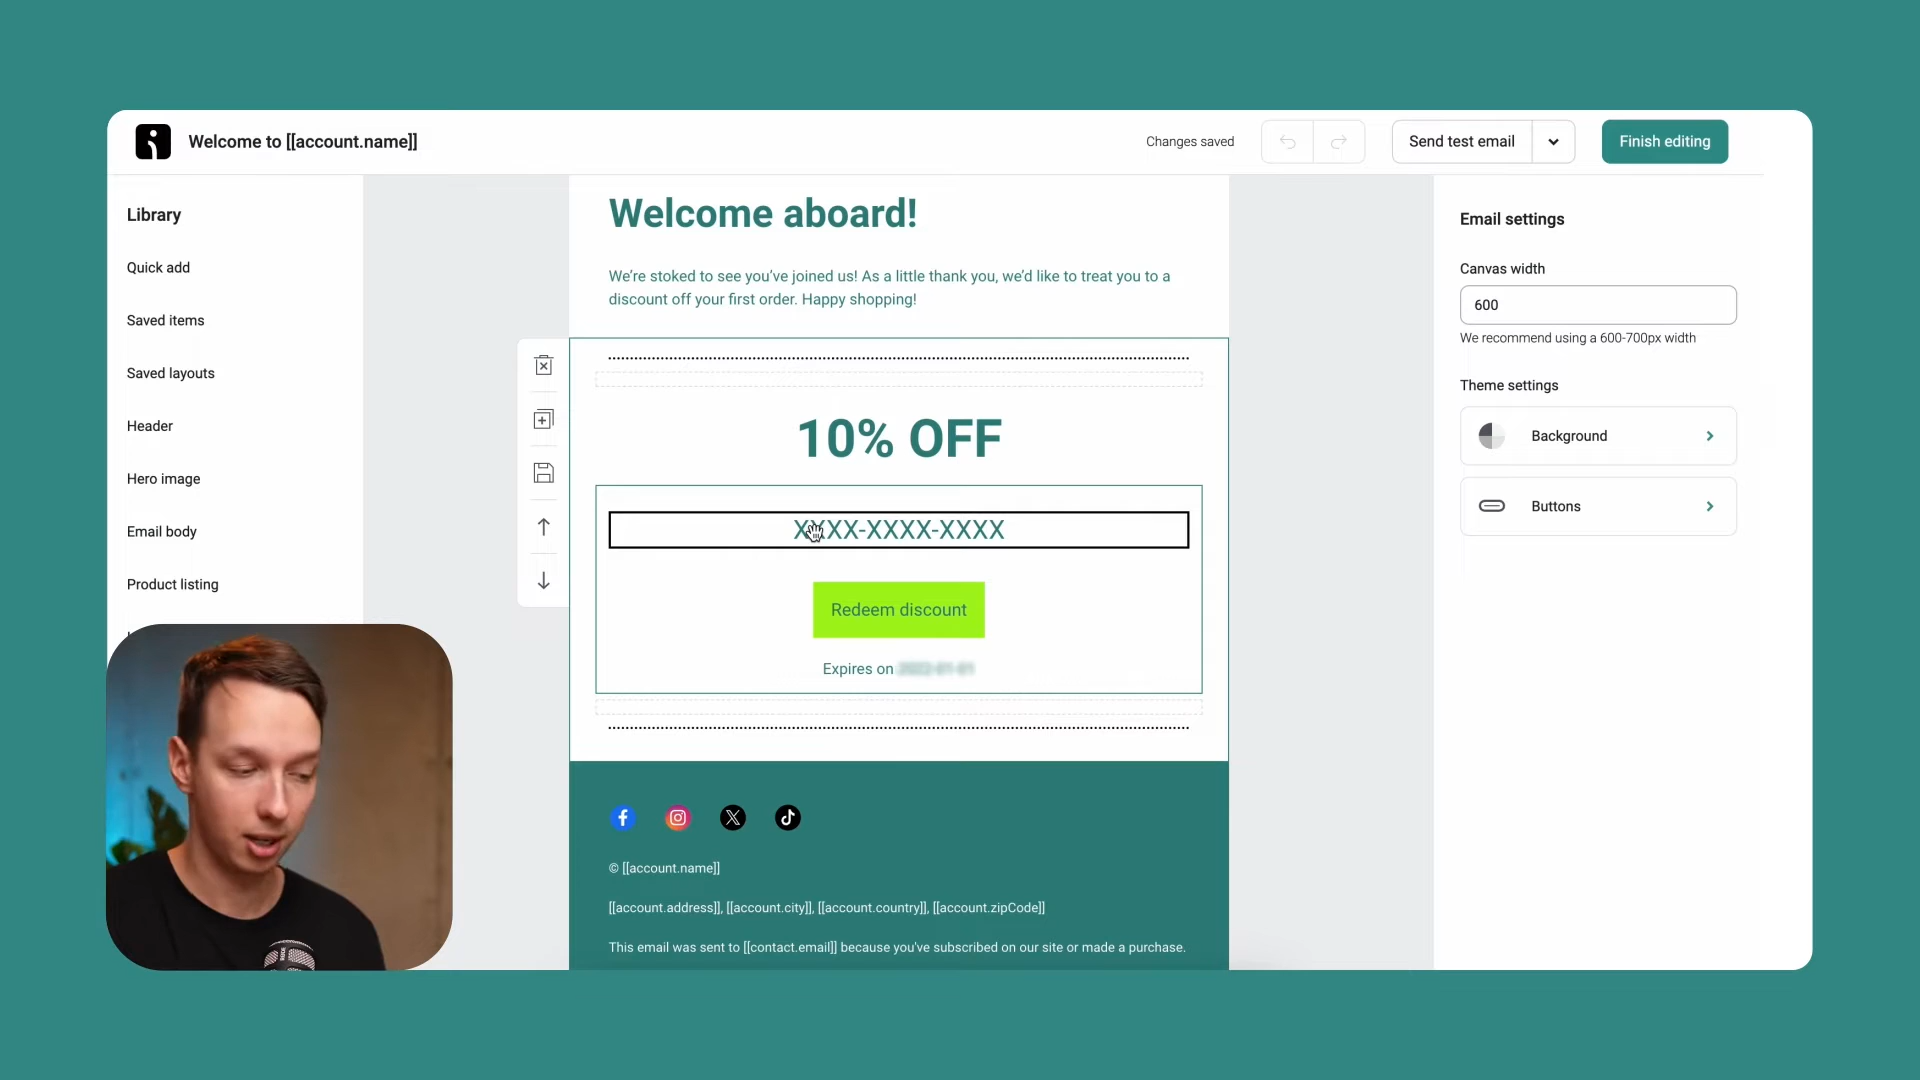 Welcome to [[account.name]]
Changes saved
Send test email
Finish editing
Library
Quick add
Saved items
Saved layouts
Header
Hero image
Email body
Product listing
Welcome aboard!
We're stoked to see you've joined us! As a little thank you, we'd like to treat you to a
discount off your first order. Happy shopping!
10% OFF
XXXX-XXXX-XXXX
Redeem discount
Expires on
© [[account.name]]
[[account.address]], [[account.city]], [[account.country]], [[account.zipCode]]
This email was sent to [[contact.email]] because you've subscribed on our site or made a purchase.
Email settings
Canvas width
600
We recommend using a 600-700px width
Theme settings
Background
Buttons